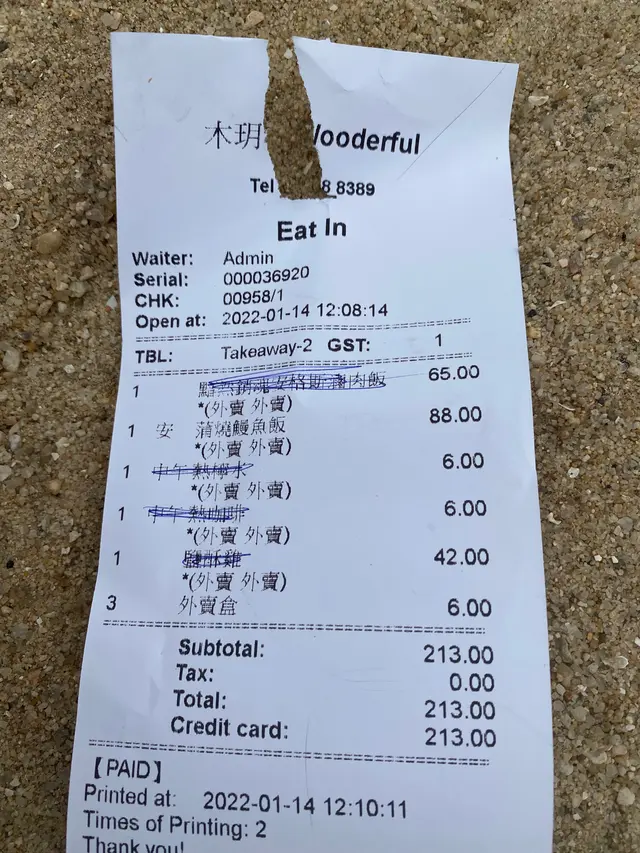 木玥 Wooderful
Tel 8 8389
Eat In
Waiter: Admin
Serial: 000036920
CHK: 00958/1
Open at: 2022-01-14 12:08:14
TBL: Takeaway-2 GST: 1
1 肉飯 65.00
*(外賣 外賣)
1 安 蒲燒鰻魚飯 88.00
*(外賣 外賣)
1 中午熱檸水 6.00
*(外賣 外賣)
1 中午熱咖啡 6.00
*(外賣 外賣)
1 鹽酥雞 42.00
*(外賣 外賣)
3 外賣盒 6.00
Subtotal: 213.00
Tax: 0.00
Total: 213.00
Credit card: 213.00
【PAID】
Printed at: 2022-01-14 12:10:11
Times of Printing: 2
Thank you!